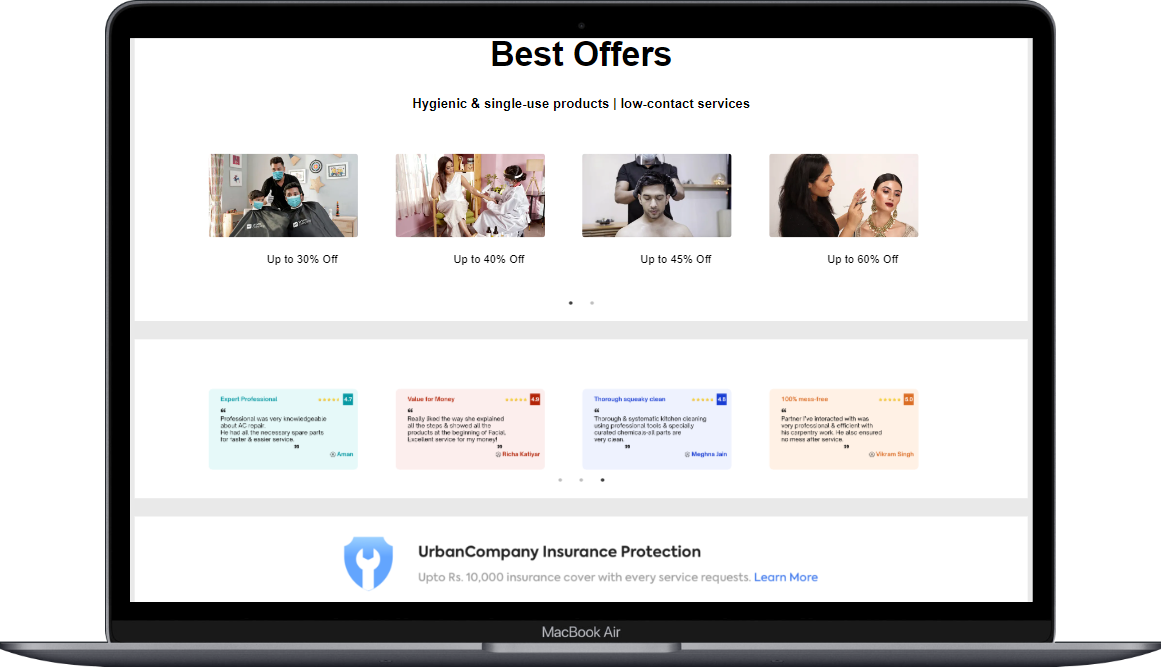 Best Offers
Hygienic & single-use products | low-contact services
Up to 30% Off
Up to 40% Off
Up to 45% Off
Up to 60% Off
Expert Professional
4.7
“
Professional was very knowledgeable
about AC repair.
He had all the necessary spare parts
for faster & easier service.
”
Aman
Value for Money
4.9
“
Really liked the way she explained
all the steps & showed all the
products at the beginning of Facial.
Excellent service for my money!
”
Richa Katiyar
Thorough squeaky clean
4.8
“
Thorough & systematic kitchen cleaning
using professional tools & specially
curated chemicals-all parts are
very clean.
”
Meghna Jain
100% mess-free
5.0
“
Partner I've interacted with was
very professional & efficient with
his carpentry work. He also ensured
no mess after service.
”
Vikram Singh
UrbanCompany Insurance Protection
Upto Rs. 10,000 insurance cover with every service requests. Learn More
MacBook Air